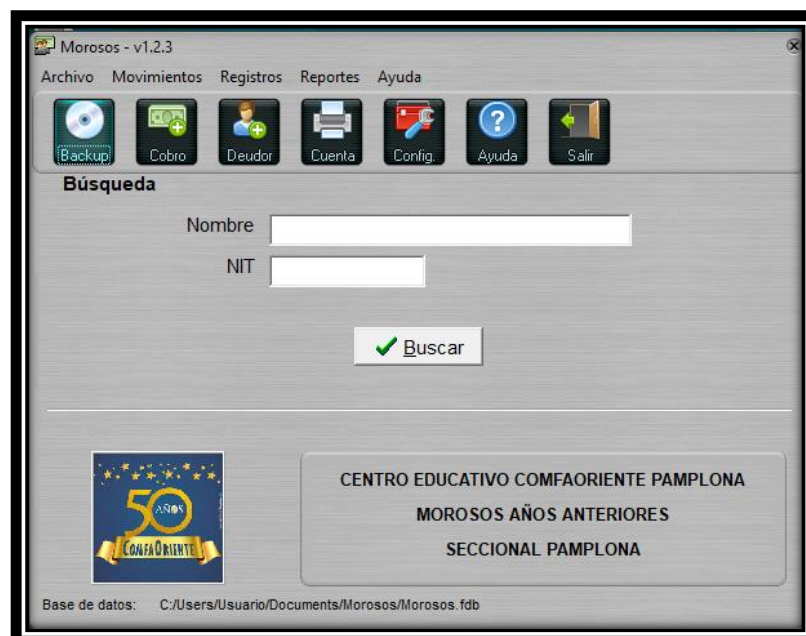 Morosos - v1.2.3
Archivo Movimientos Registros Reportes Ayuda
Backup Cobro Deudor Cuenta Config. Ayuda Salir
Búsqueda
Nombre
NIT
Buscar
50
AÑOS
COMFAORIENTE
CENTRO EDUCATIVO COMFAORIENTE PAMPLONA
MOROSOS AÑOS ANTERIORES
SECCIONAL PAMPLONA
Base de datos: C:/Users/Usuario/Documents/Morosos/Morosos.fdb